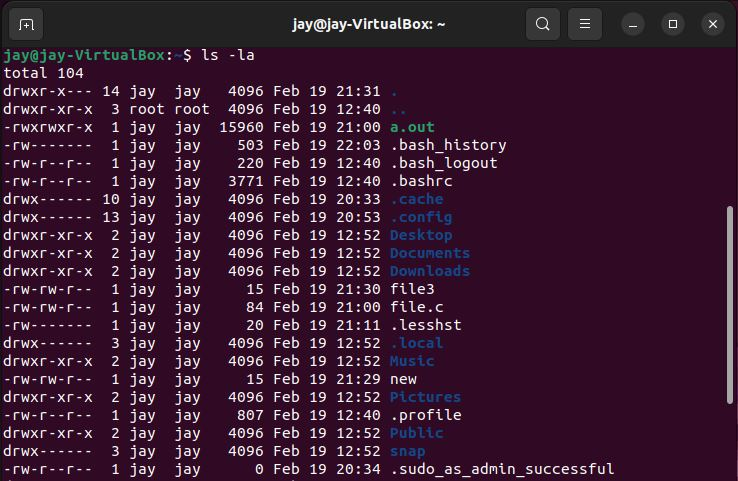 jay@jay-VirtualBox: ~
jay@jay-VirtualBox:~$ ls -la
total 104
drwxr-x--- 14 jay  jay   4096 Feb 19 21:31 .
drwxr-xr-x  3 root root  4096 Feb 19 12:40 ..
-rwxrwxr-x  1 jay  jay  15960 Feb 19 21:00 a.out
-rw-------  1 jay  jay    503 Feb 19 22:03 .bash_history
-rw-r--r--  1 jay  jay    220 Feb 19 12:40 .bash_logout
-rw-r--r--  1 jay  jay   3771 Feb 19 12:40 .bashrc
drwx------ 10 jay  jay   4096 Feb 19 20:33 .cache
drwx------ 13 jay  jay   4096 Feb 19 20:53 .config
drwxr-xr-x  2 jay  jay   4096 Feb 19 12:52 Desktop
drwxr-xr-x  2 jay  jay   4096 Feb 19 12:52 Documents
drwxr-xr-x  2 jay  jay   4096 Feb 19 12:52 Downloads
-rw-rw-r--  1 jay  jay     15 Feb 19 21:30 file3
-rw-rw-r--  1 jay  jay     84 Feb 19 21:00 file.c
-rw-------  1 jay  jay     20 Feb 19 21:11 .lesshst
drwx------  3 jay  jay   4096 Feb 19 12:52 .local
drwxr-xr-x  2 jay  jay   4096 Feb 19 12:52 Music
-rw-rw-r--  1 jay  jay     15 Feb 19 21:29 new
drwxr-xr-x  2 jay  jay   4096 Feb 19 12:52 Pictures
-rw-r--r--  1 jay  jay    807 Feb 19 12:40 .profile
drwxr-xr-x  2 jay  jay   4096 Feb 19 12:52 Public
drwx------  3 jay  jay   4096 Feb 19 12:52 snap
-rw-r--r--  1 jay  jay      0 Feb 19 20:34 .sudo_as_admin_successful